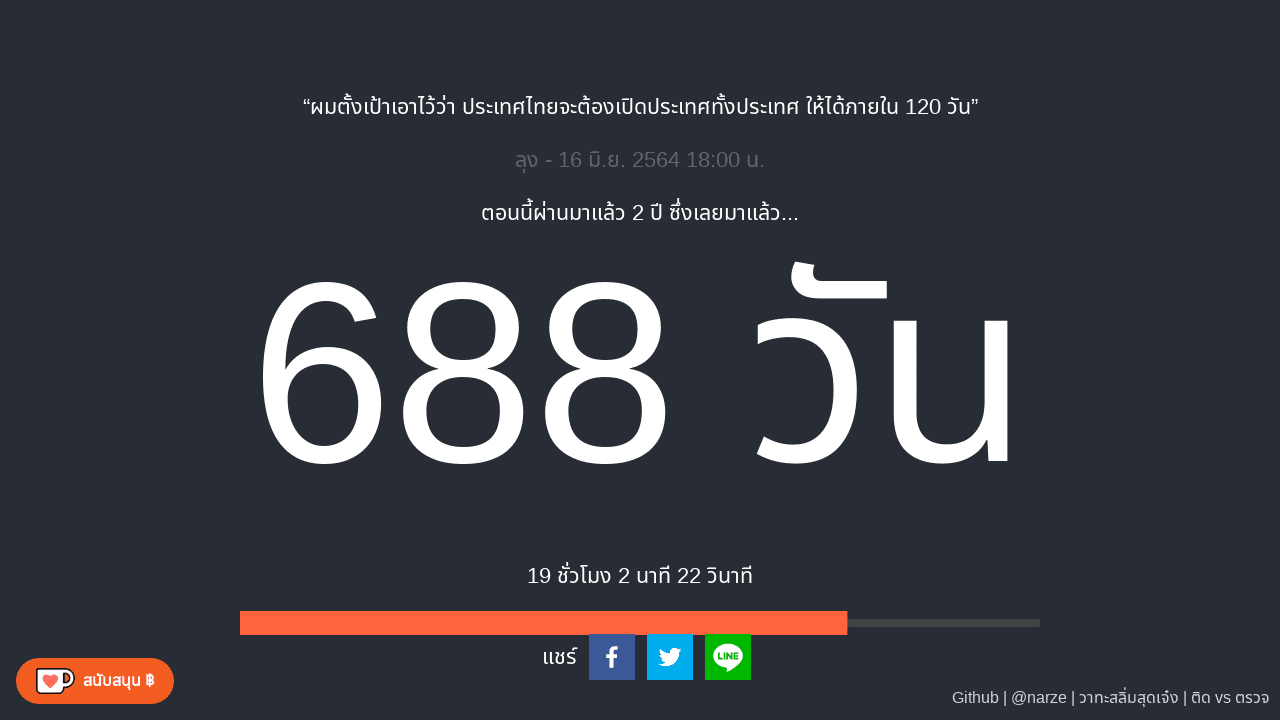 “ผมตั้งเป้าเอาไว้ว่า ประเทศไทยจะต้องเปิดประเทศทั้งประเทศ ให้ได้ภายใน 120 วัน”
ลุง - 16 มิ.ย. 2564 18:00 น.
ตอนนี้ผ่านมาแล้ว 2 ปี ซึ่งเลยมาแล้ว...
688 วัน
19 ชั่วโมง 2 นาที 22 วินาที
แชร์
LINE
สนับสนุน ฿
Github | @narze | วาทะสลิ่มสุดเจ๋ง | ติด vs ตรวจ